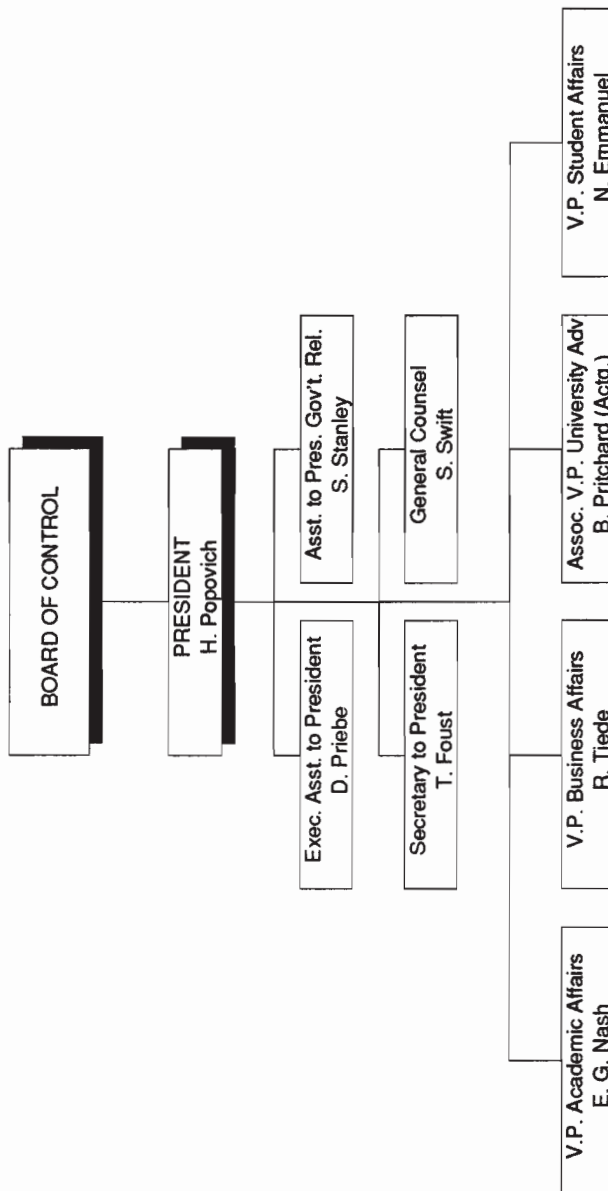 BOARD OF CONTROL
PRESIDENT
H. Popovich
Exec. Asst. to President
D. Priebe
Asst. to Pres. Gov't. Rel.
S. Stanley
Secretary to President
T. Foust
General Counsel
S. Swift
V.P. Academic Affairs
E. G. Nash
V.P. Business Affairs
R. Tiede
Assoc. V.P. University Adv
B. Pritchard (Actg.)
V.P. Student Affairs
N. Emmanuel